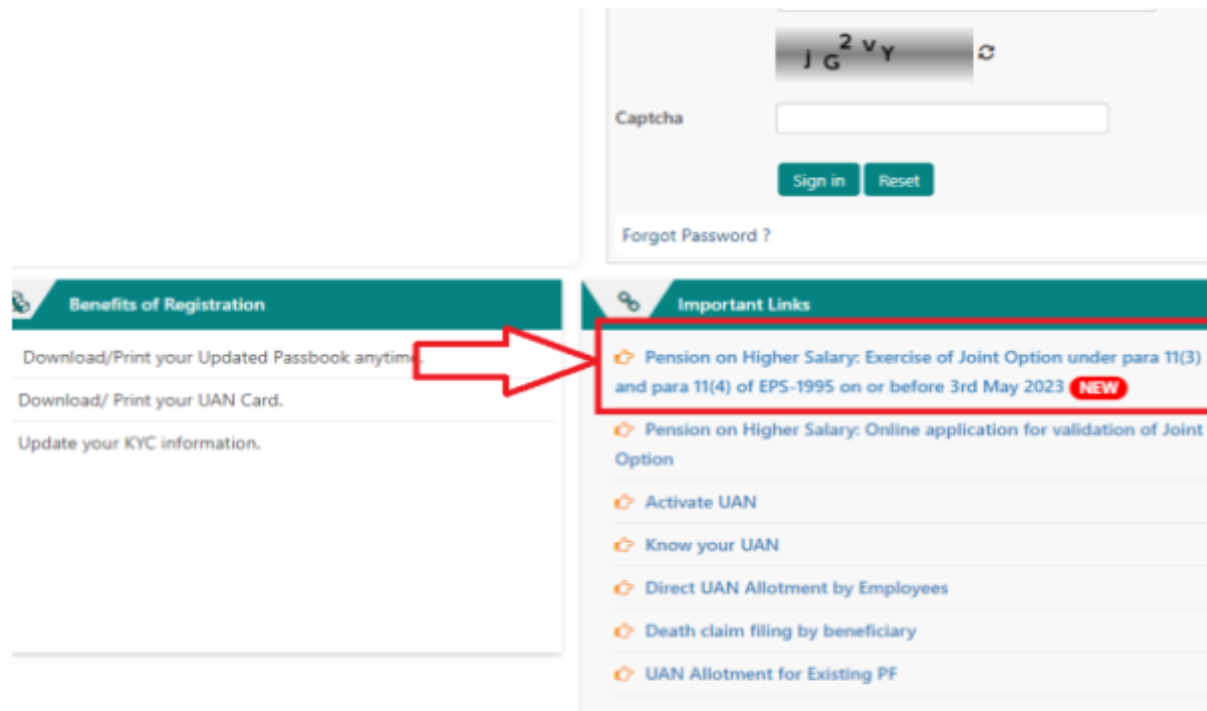 j G 2 v Y
Captcha
Sign in Reset
Forgot Password ?
Benefits of Registration
Download/Print your Updated Passbook anytime.
Download/ Print your UAN Card.
Update your KYC information.
Important Links
Pension on Higher Salary: Exercise of Joint Option under para 11(3)
and para 11(4) of EPS-1995 on or before 3rd May 2023 NEW
Pension on Higher Salary: Online application for validation of Joint
Option
Activate UAN
Know your UAN
Direct UAN Allotment by Employees
Death claim filing by beneficiary
UAN Allotment for Existing PF